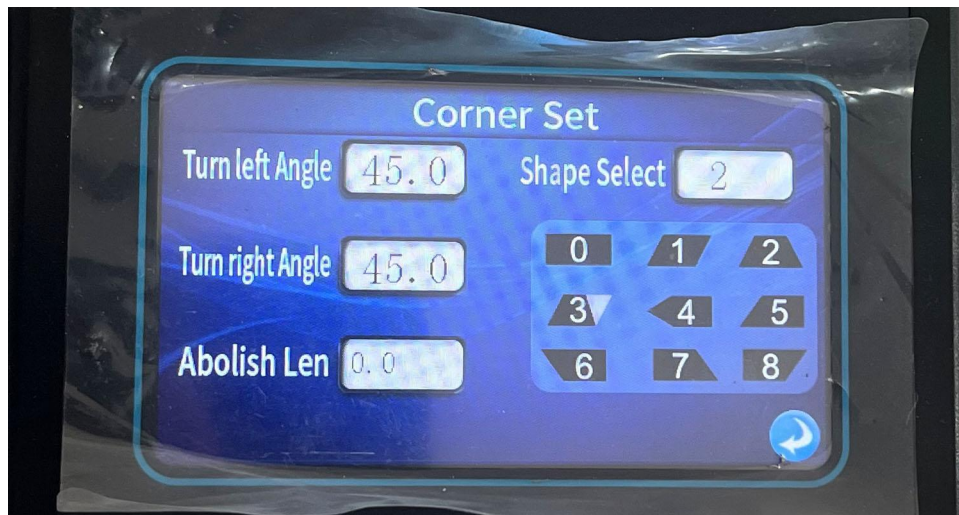 Corner Set
Turn left Angle 45.0 Shape Select 2
Turn right Angle 45.0
Abolish Len 0.0
0 1 2
3 4 5
6 7 8